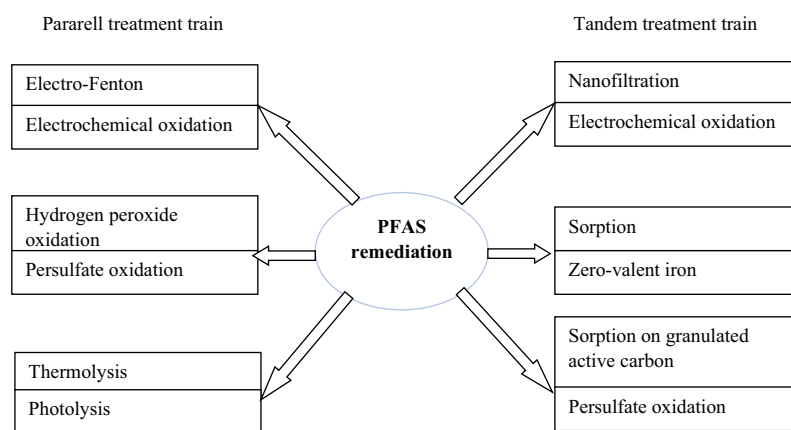 Pararell treatment train
Tandem treatment train
Electro-Fenton
Electrochemical oxidation
Hydrogen peroxide
oxidation
Persulfate oxidation
Thermolysis
Photolysis
PFAS
remediation
Nanofiltration
Electrochemical oxidation
Sorption
Zero-valent iron
Sorption on granulated
active carbon
Persulfate oxidation